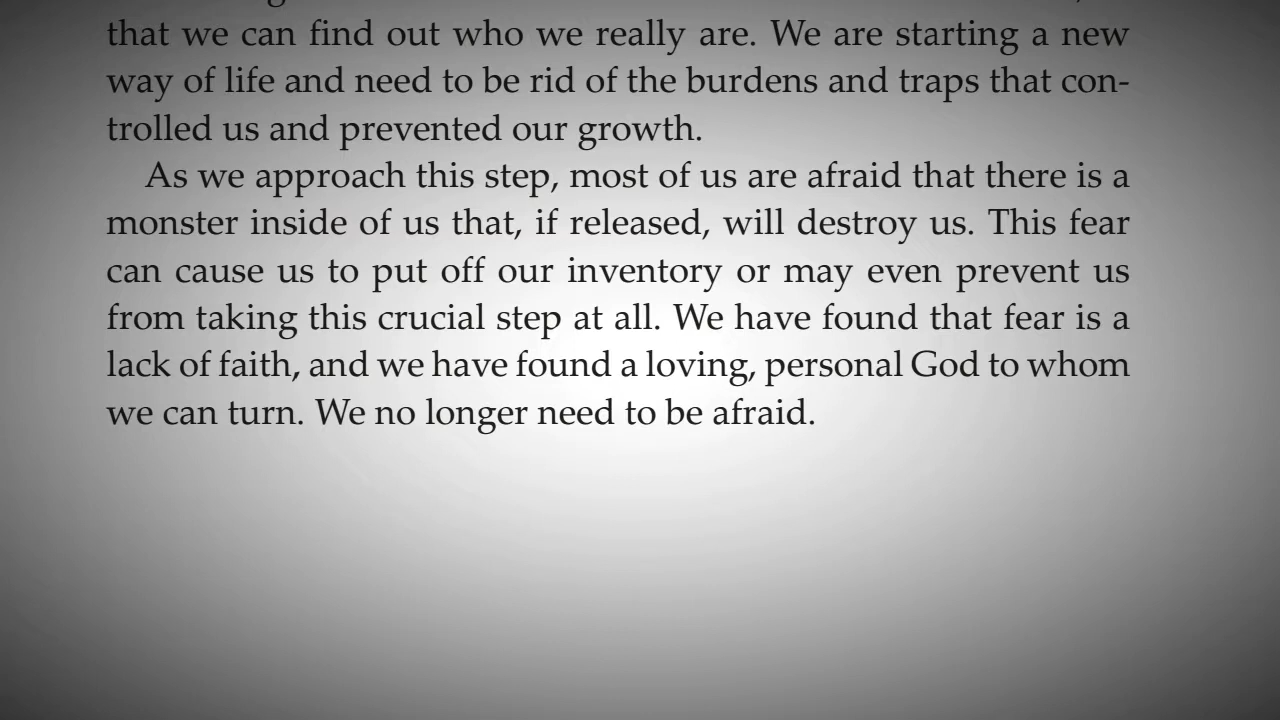 that we can find out who we really are. We are starting a new
way of life and need to be rid of the burdens and traps that con-
trolled us and prevented our growth.
As we approach this step, most of us are afraid that there is a
monster inside of us that, if released, will destroy us. This fear
can cause us to put off our inventory or may even prevent us
from taking this crucial step at all. We have found that fear is a
lack of faith, and we have found a loving, personal God to whom
we can turn. We no longer need to be afraid.